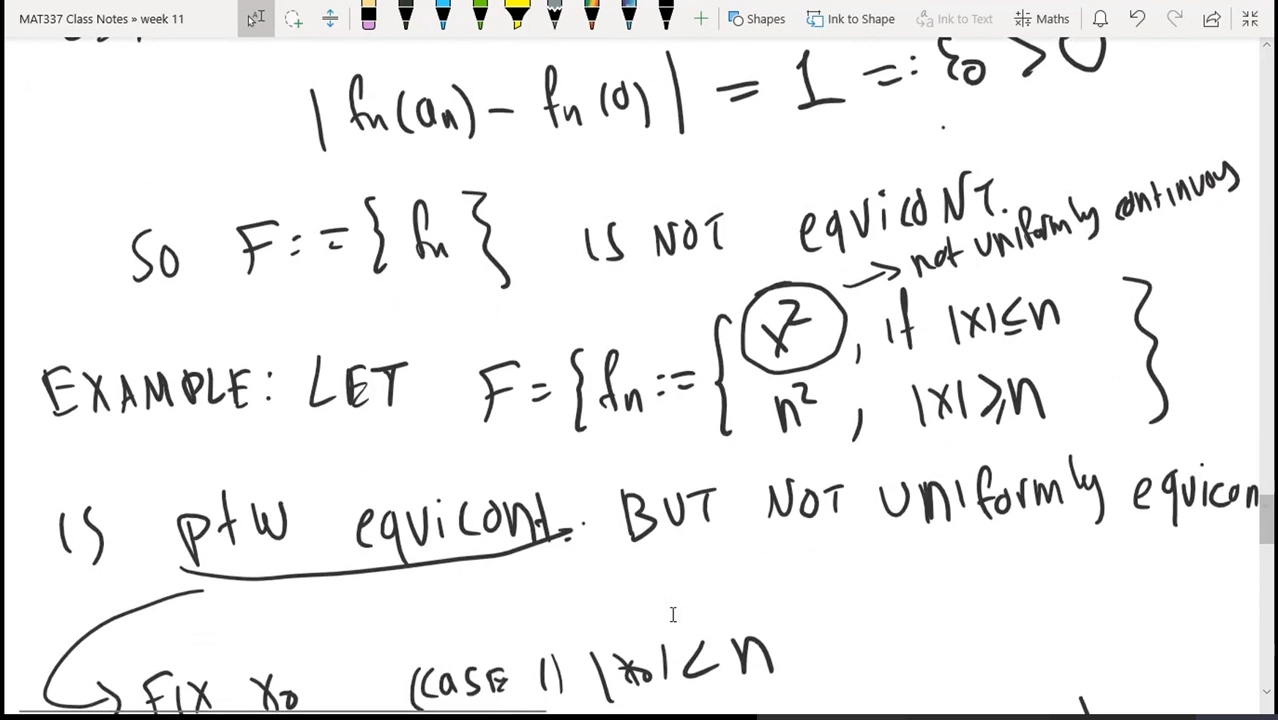 MAT337 Class Notes » week 11
Shapes Ink to Shape Ink to Text Maths
| fn(an) - fn(0) | = 1 =: ε0 > 0
SO F := { fn } IS NOT equicoNT.
→ not uniformly continuous
EXAMPLE: LET F = { fn := { x², if |x| ≤ n
n², |x| ≥ n }
IS ptw equicont. BUT NOT uniformly equicon
FIX x0 (CASE 1) |x0| < n